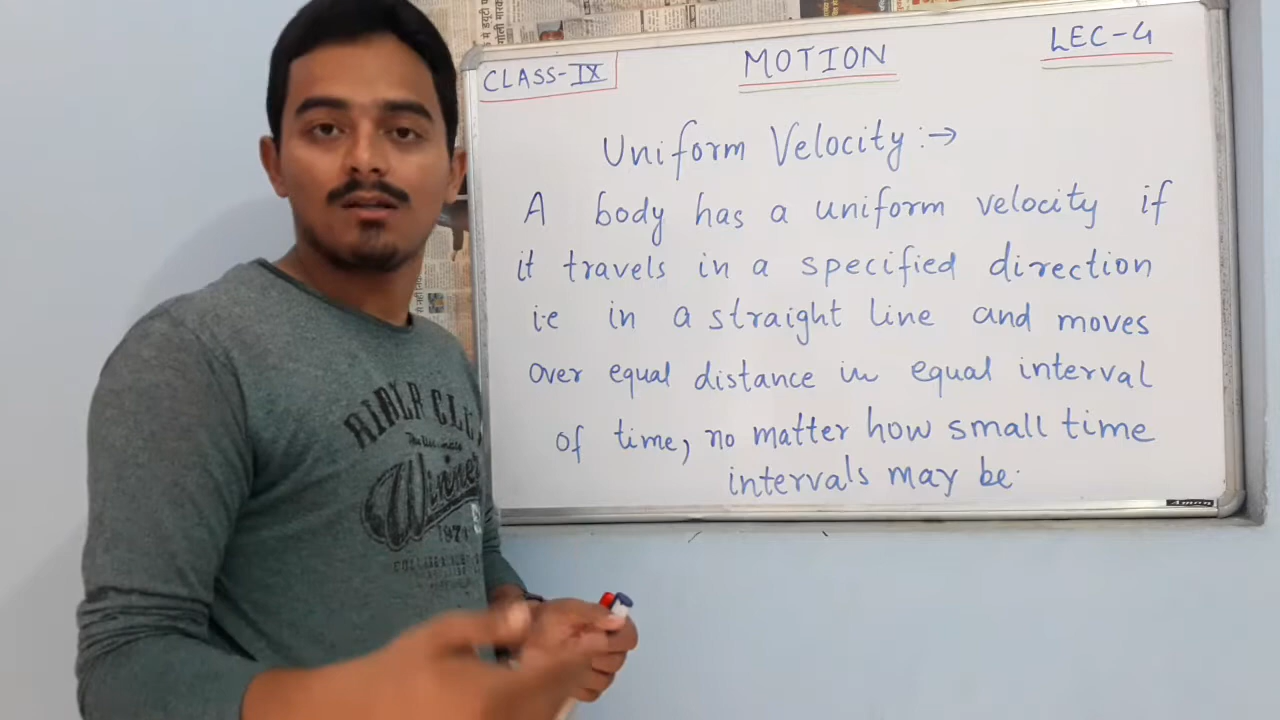 CLASS-IX
MOTION
LEC-4
Uniform Velocity :→
A body has a uniform velocity if
it travels in a specified direction
i.e in a straight line and moves
over equal distance in equal interval
of time, no matter how small time
intervals may be.
Winner
1971